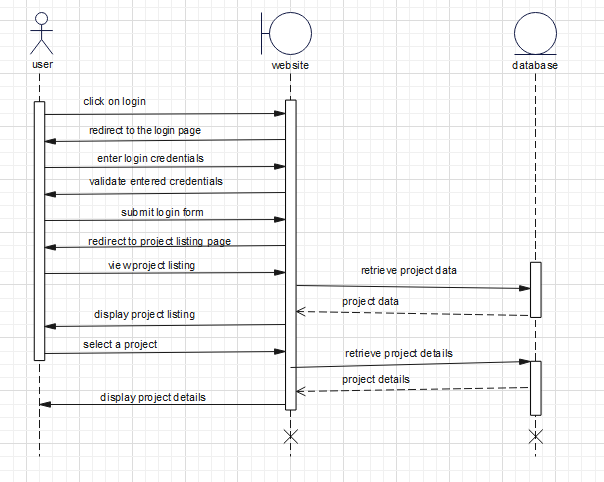 user
website
database
click on login
redirect to the login page
enter login credentials
validate entered credentials
submit login form
redirect to project listing page
view project listing
retrieve project data
project data
display project listing
select a project
retrieve project details
project details
display project details